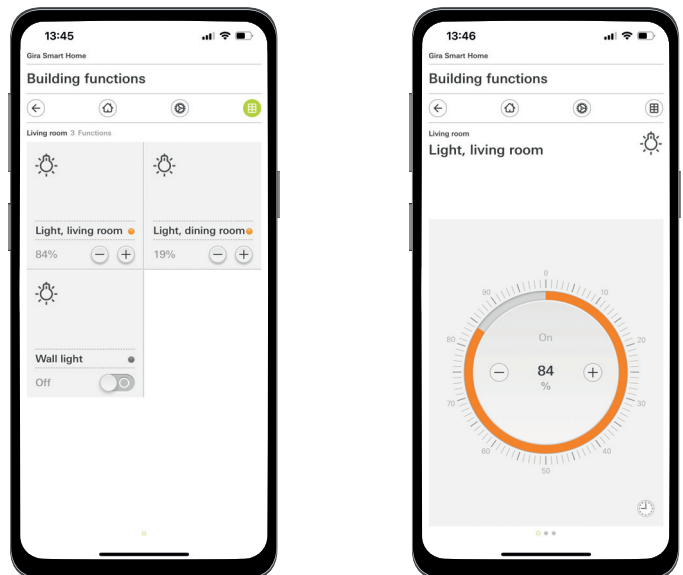 13:45
Gira Smart Home
Building functions
Living room 3 Functions
Light, living room
84%
Light, dining room
19%
Wall light
Off
13:46
Gira Smart Home
Building functions
Living room
Light, living room
0
10
20
30
40
50
60
70
80
90
On
84
%